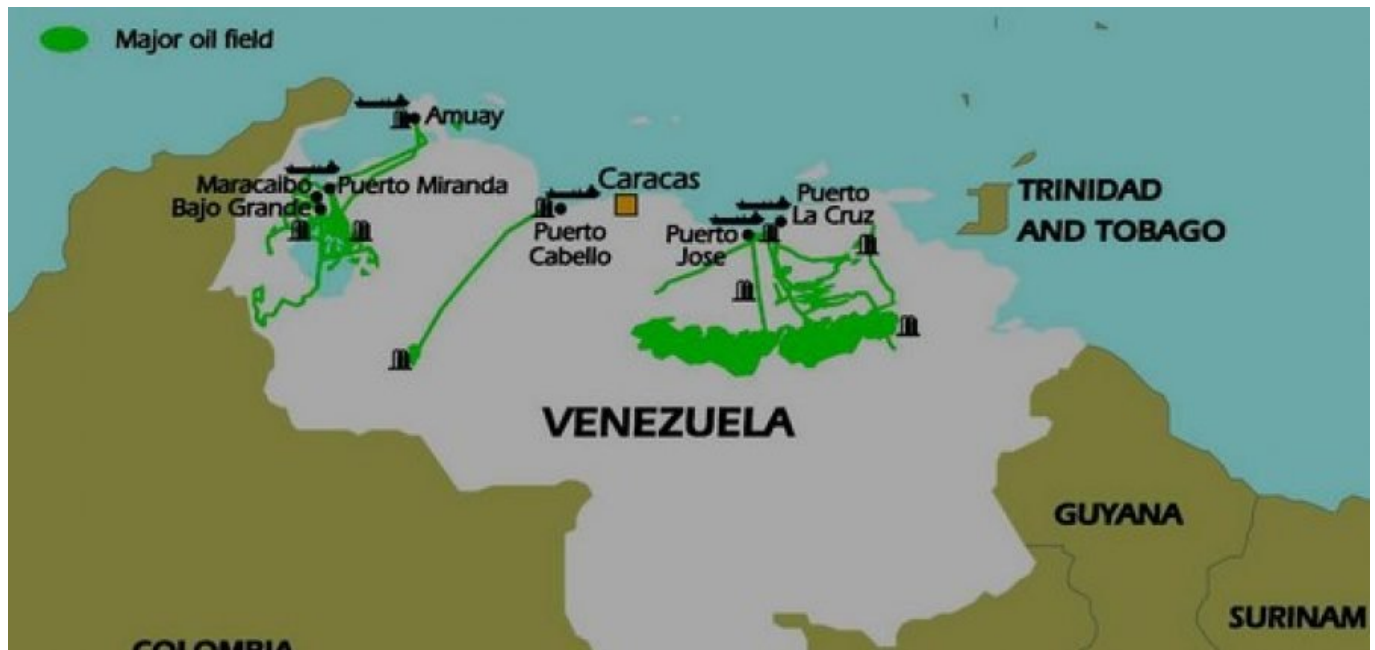 Major oil field
Amuay
Maracaibo
Puerto Miranda
Bajo Grande
Caracas
Puerto
Cabello
Puerto
Jose
Puerto
La Cruz
TRINIDAD
AND TOBAGO
VENEZUELA
GUYANA
SURINAM
COLOMBIA